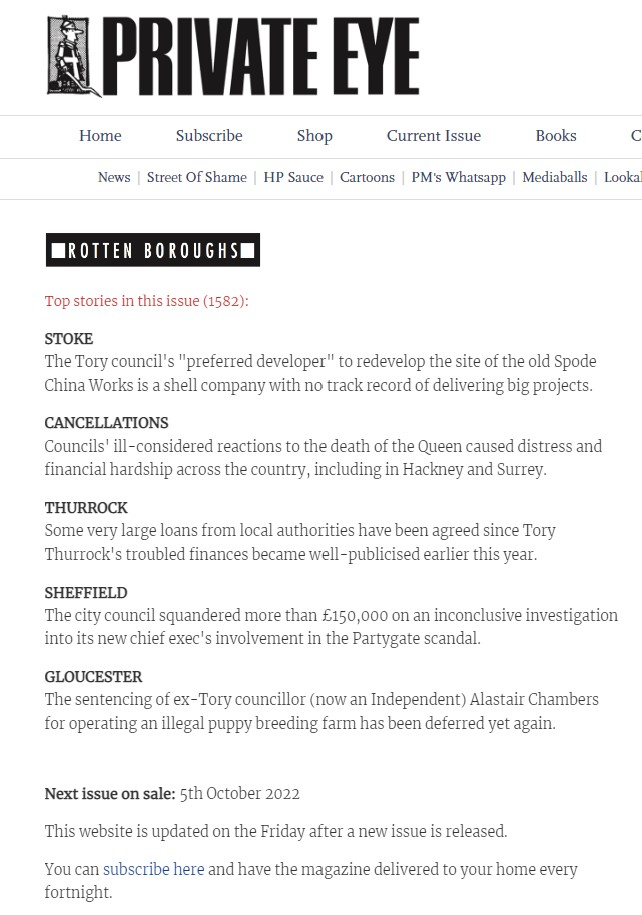 PRIVATE EYE
Home Subscribe Shop Current Issue Books C
News | Street Of Shame | HP Sauce | Cartoons | PM's Whatsapp | Mediaballs | Lookal
ROTTEN BOROUGHS
Top stories in this issue (1582):
STOKE
The Tory council's "preferred developer" to redevelop the site of the old Spode
China Works is a shell company with no track record of delivering big projects.
CANCELLATIONS
Councils' ill-considered reactions to the death of the Queen caused distress and
financial hardship across the country, including in Hackney and Surrey.
THURROCK
Some very large loans from local authorities have been agreed since Tory
Thurrock's troubled finances became well-publicised earlier this year.
SHEFFIELD
The city council squandered more than £150,000 on an inconclusive investigation
into its new chief exec's involvement in the Partygate scandal.
GLOUCESTER
The sentencing of ex-Tory councillor (now an Independent) Alastair Chambers
for operating an illegal puppy breeding farm has been deferred yet again.
Next issue on sale: 5th October 2022
This website is updated on the Friday after a new issue is released.
You can subscribe here and have the magazine delivered to your home every
fortnight.